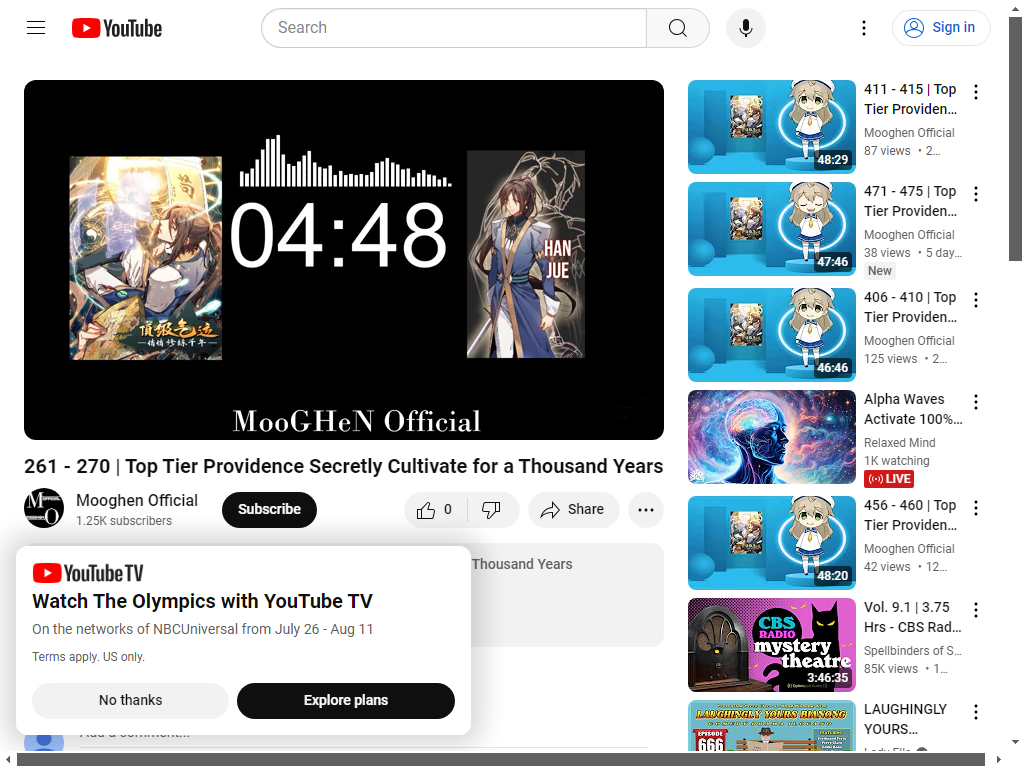 YouTube
Search
Sign in
04:48
HAN
JUE
頂級气运
悄悄修练千年
MooGHeN Official
261 - 270 | Top Tier Providence Secretly Cultivate for a Thousand Years
Mooghen Official
1.25K subscribers
Subscribe
0
Share
Thousand Years
YouTube TV
Watch The Olympics with YouTube TV
On the networks of NBCUniversal from July 26 - Aug 11
Terms apply. US only.
No thanks
Explore plans
Add a comment...
48:29
411 - 415 | Top
Tier Providen...
Mooghen Official
87 views • 2...
47:46
471 - 475 | Top
Tier Providen...
Mooghen Official
38 views • 5 day...
New
46:46
406 - 410 | Top
Tier Providen...
Mooghen Official
125 views • 2...
Alpha Waves
Activate 100%...
Relaxed Mind
1K watching
LIVE
48:20
456 - 460 | Top
Tier Providen...
Mooghen Official
42 views • 12...
CBS
RADIO
mystery
theatre
3:46:35
Vol. 9.1 | 3.75
Hrs - CBS Rad...
Spellbinders of S...
85K views • 1...
LAUGHINGLY YOURS BIANONG
EPISODE
666
LAUGHINGLY
YOURS...